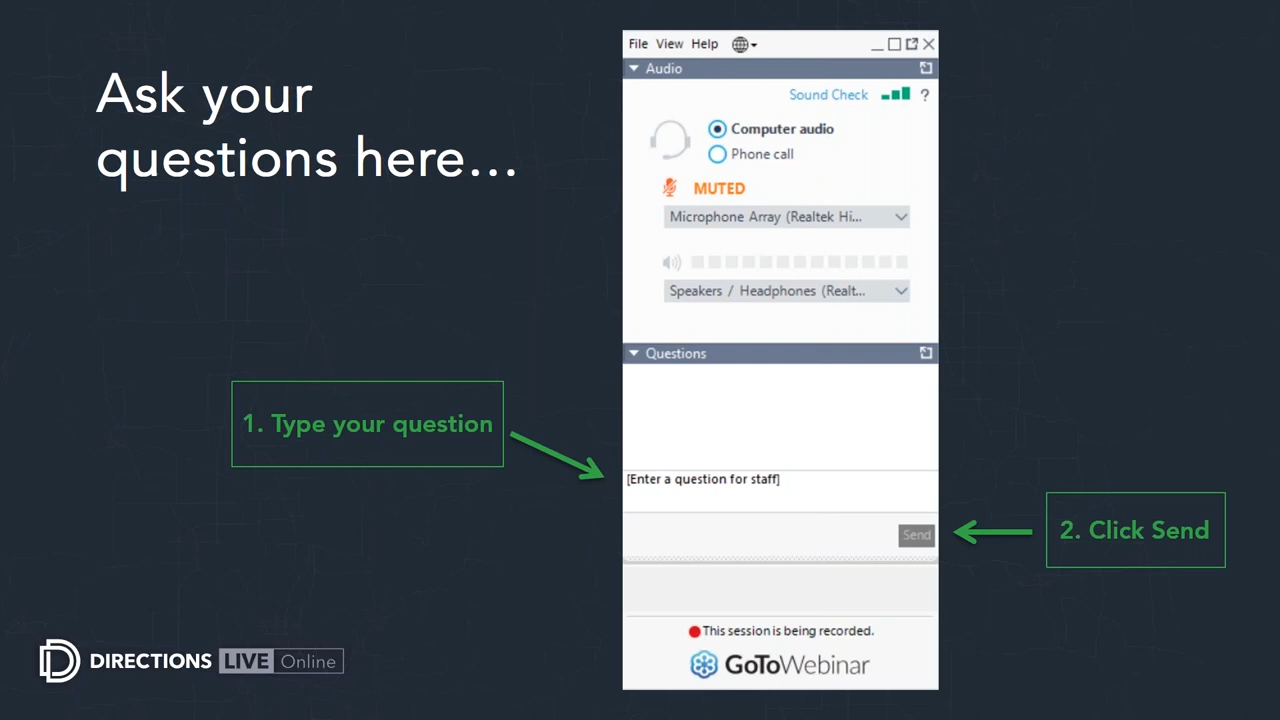 Ask your
questions here...
File View Help
Audio
Sound Check ?
Computer audio
Phone call
MUTED
Microphone Array (Realtek Hi...
Speakers / Headphones (Realt...
Questions
1. Type your question
[Enter a question for staff]
Send
2. Click Send
This session is being recorded.
GoToWebinar
DIRECTIONS LIVE Online